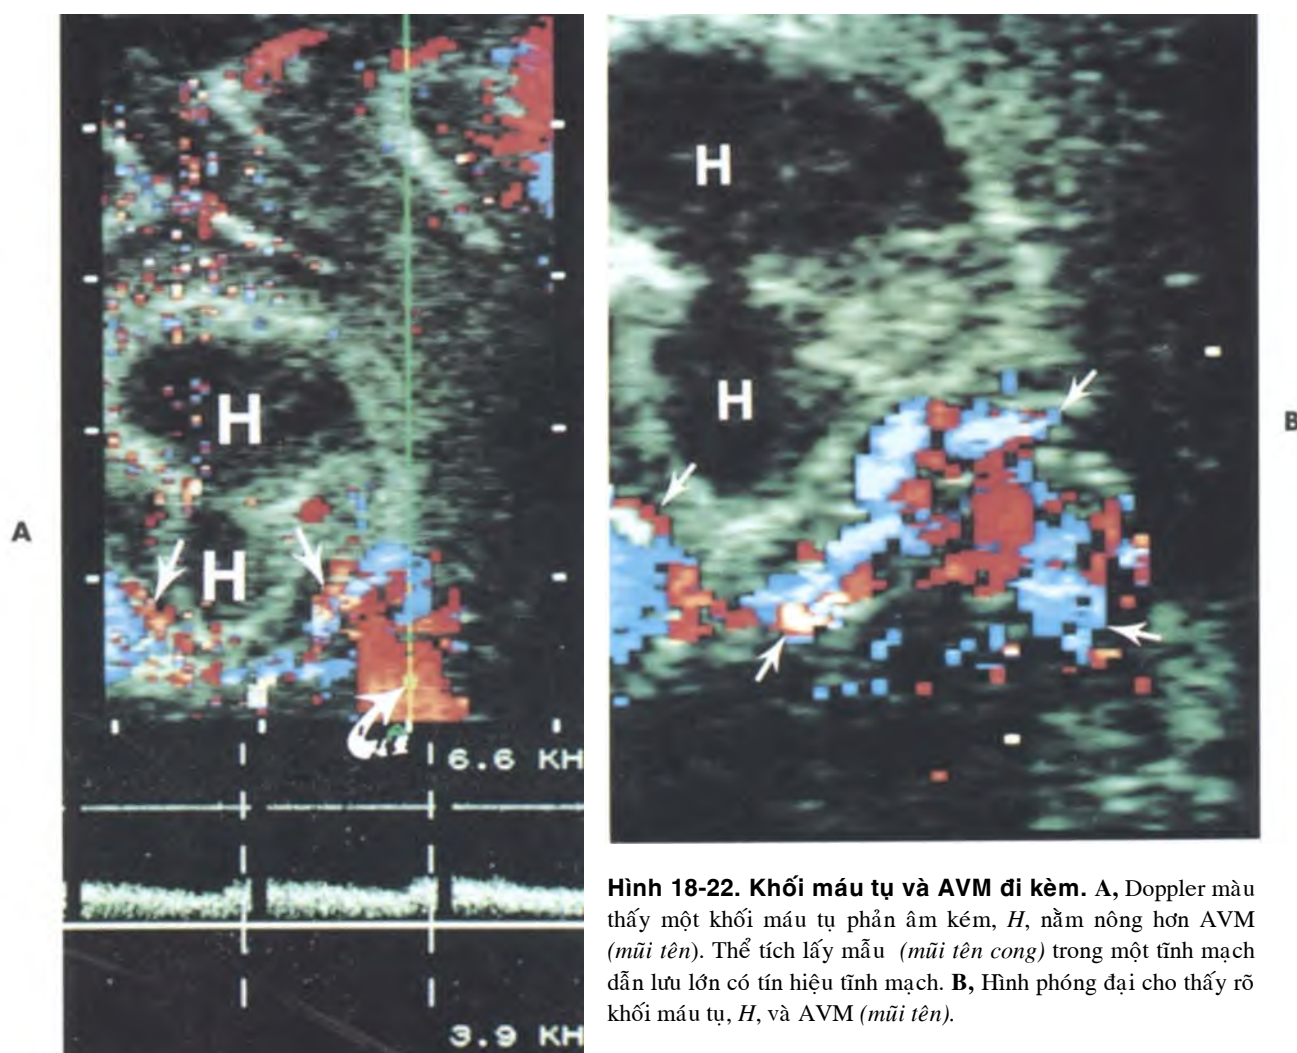 H
H
A
6.6 KH
3.9 KH
H
H
B
Hình 18-22. Khối máu tụ và AVM đi kèm. A, Doppler màu
thấy một khối máu tụ phản âm kém, H, nằm nông hơn AVM
(mũi tên). Thể tích lấy mẫu (mũi tên cong) trong một tĩnh mạch
dẫn lưu lớn có tín hiệu tĩnh mạch. B, Hình phóng đại cho thấy rõ
khối máu tụ, H, và AVM (mũi tên).